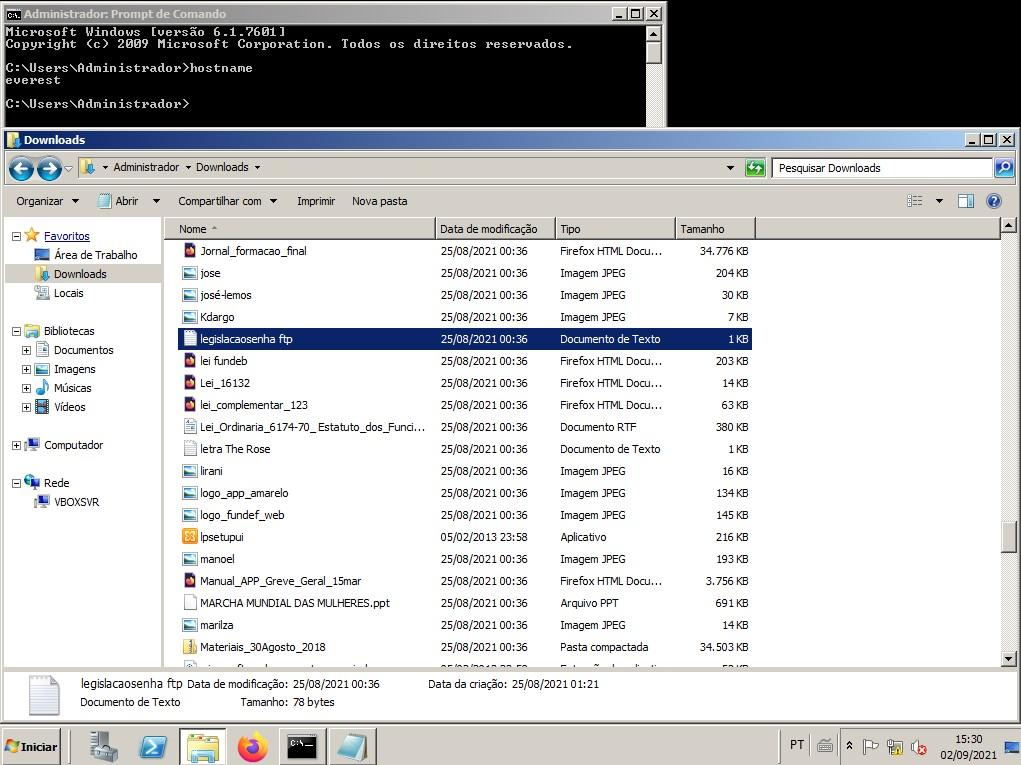 Administrador: Prompt de Comando
Microsoft Windows [versão 6.1.7601]
Copyright (c) 2009 Microsoft Corporation. Todos os direitos reservados.
C:\Users\Administrador>hostname
everest
C:\Users\Administrador>
Downloads
Administrador Downloads
Pesquisar Downloads
Organizar Abrir Compartilhar com Imprimir Nova pasta
Nome Data de modificação Tipo Tamanho
Favoritos
Área de Trabalho
Downloads
Locais
Bibliotecas
Documentos
Imagens
Músicas
Vídeos
Computador
Rede
VBOXSVR
Jornal_formacao_final 25/08/2021 00:36 Firefox HTML Docu... 34.776 KB
jose 25/08/2021 00:36 Imagem JPEG 204 KB
josé-lemos 25/08/2021 00:36 Imagem JPEG 30 KB
Kdargo 25/08/2021 00:36 Imagem JPEG 7 KB
legislacaosenha ftp 25/08/2021 00:36 Documento de Texto 1 KB
lei fundeb 25/08/2021 00:36 Firefox HTML Docu... 203 KB
Lei_16132 25/08/2021 00:36 Firefox HTML Docu... 14 KB
lei_complementar_123 25/08/2021 00:36 Firefox HTML Docu... 63 KB
Lei_Ordinaria_6174-70_Estatuto_dos_Funci... 25/08/2021 00:36 Documento RTF 380 KB
letra The Rose 25/08/2021 00:36 Documento de Texto 1 KB
lirani 25/08/2021 00:36 Imagem JPEG 16 KB
logo_app_amarelo 25/08/2021 00:36 Imagem JPEG 134 KB
logo_fundef_web 25/08/2021 00:36 Imagem JPEG 145 KB
lpsetupui 05/02/2013 23:58 Aplicativo 216 KB
manoel 25/08/2021 00:36 Imagem JPEG 193 KB
Manual_APP_Greve_Geral_15mar 25/08/2021 00:36 Firefox HTML Docu... 3.756 KB
MARCHA MUNDIAL DAS MULHERES.ppt 25/08/2021 00:36 Arquivo PPT 691 KB
marilza 25/08/2021 00:36 Imagem JPEG 14 KB
Materiais_30Agosto_2018 25/08/2021 00:36 Pasta compactada 34.503 KB
legislacaosenha ftp Data de modificação: 25/08/2021 00:36 Data da criação: 25/08/2021 01:21
Documento de Texto Tamanho: 78 bytes
Iniciar
PT
15:30
02/09/2021